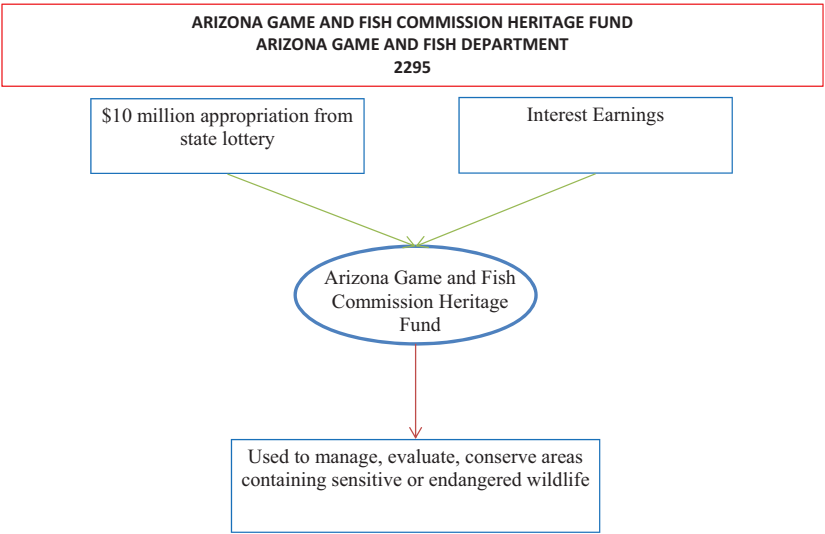 ARIZONA GAME AND FISH COMMISSION HERITAGE FUND
ARIZONA GAME AND FISH DEPARTMENT
2295
$10 million appropriation from
state lottery
Interest Earnings
Arizona Game and Fish
Commission Heritage
Fund
Used to manage, evaluate, conserve areas
containing sensitive or endangered wildlife